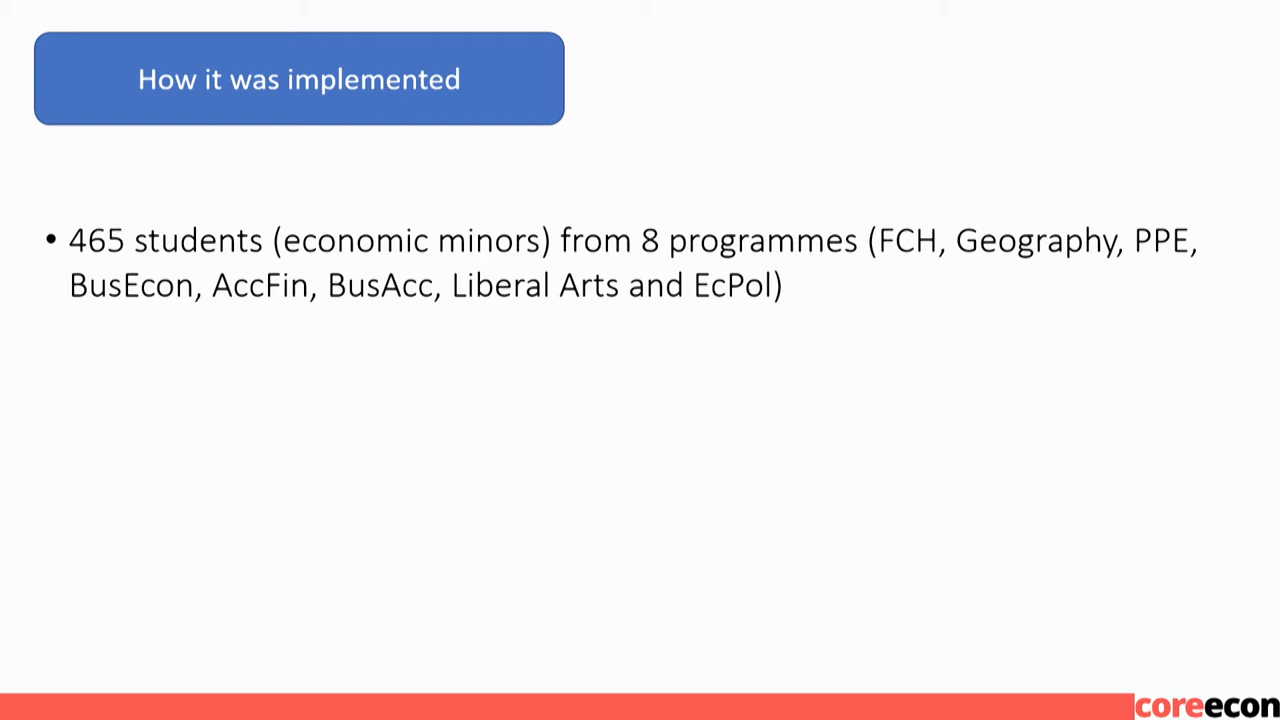 How it was implemented
• 465 students (economic minors) from 8 programmes (FCH, Geography, PPE,
BusEcon, AccFin, BusAcc, Liberal Arts and EcPol)
coreecon